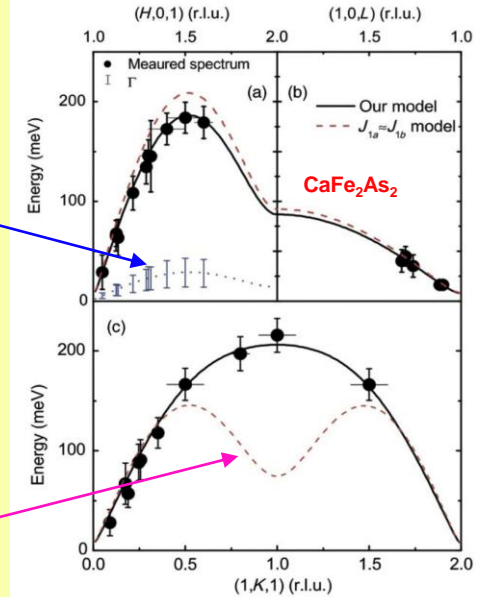 (H,0,1) (r.l.u.) (1,0,L) (r.l.u.)
1.0 1.5 2.0 0.5 1.0
Meaured spectrum
Γ
(a) (b)
Our model
J1a≈J1b model
CaFe2As2
Energy (meV)
200
100
0
(c)
Energy (meV)
200
100
0
0.0 0.5 1.0 1.5 2.0
(1,K,1) (r.l.u.)